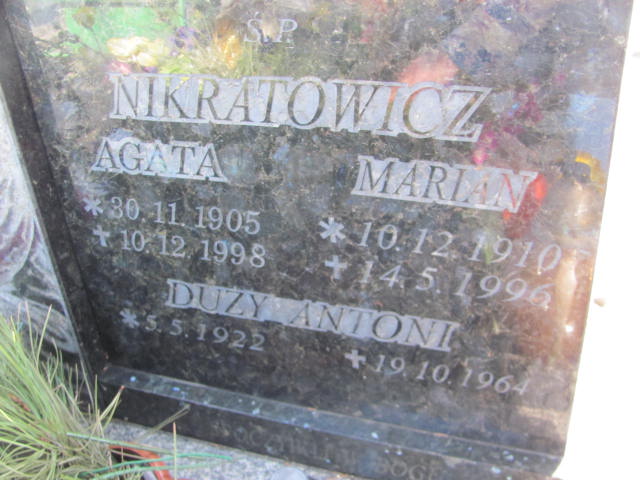 Ś.P.
NIKRATOWICZ
AGATA MARIAN
* 30.11.1905 * 10.12.1910
✝ 10.12.1998 ✝ 14.5.1996
DUZY ANTONI
* 5.5.1922 ✝ 19.10.1964